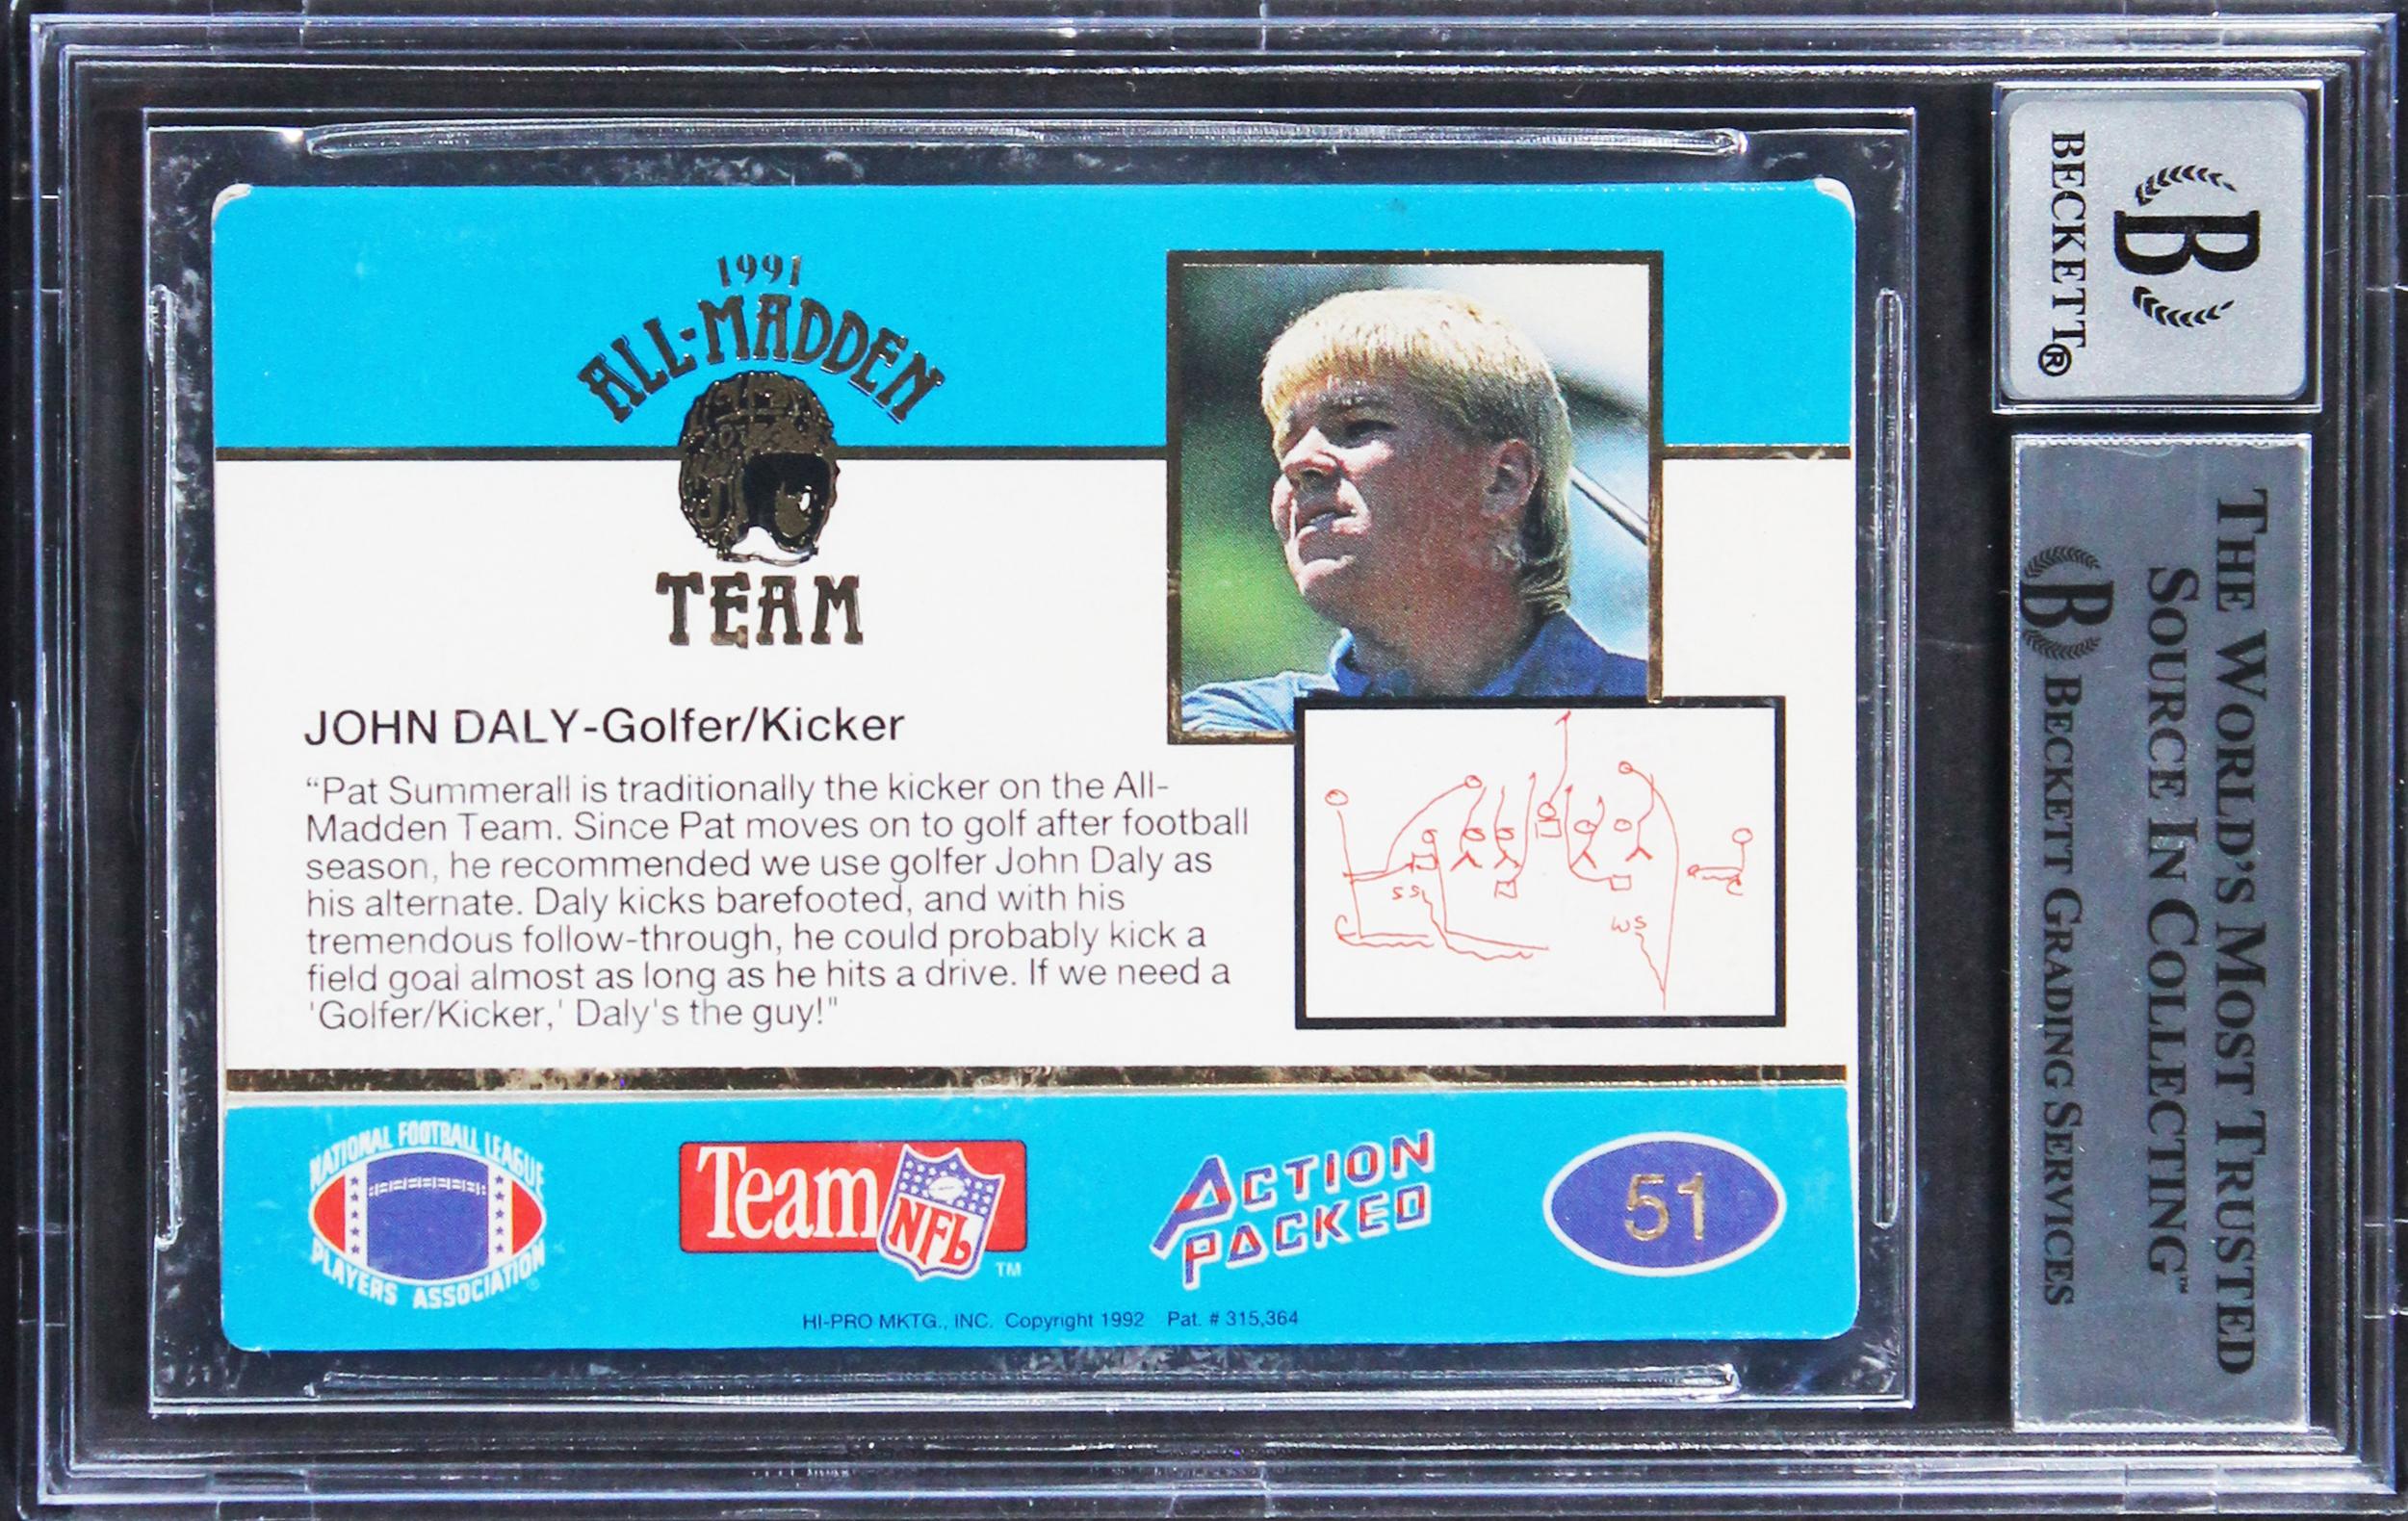 1991
ALL-MADDEN
TEAM
JOHN DALY-Golfer/Kicker
“Pat Summerall is traditionally the kicker on the All-
Madden Team. Since Pat moves on to golf after football
season, he recommended we use golfer John Daly as
his alternate. Daly kicks barefooted, and with his
tremendous follow-through, he could probably kick a
field goal almost as long as he hits a drive. If we need a
'Golfer/Kicker,' Daly's the guy!"
SS
WS
C
C
NATIONAL FOOTBALL LEAGUE
PLAYERS ASSOCIATION
Team NFL TM
ACTION
PACKED
51
HI-PRO MKTG., INC. Copyright 1992 Pat. # 315,364
B
BECKETT®
THE WORLD'S MOST TRUSTED
SOURCE IN COLLECTING™
B BECKETT GRADING SERVICES